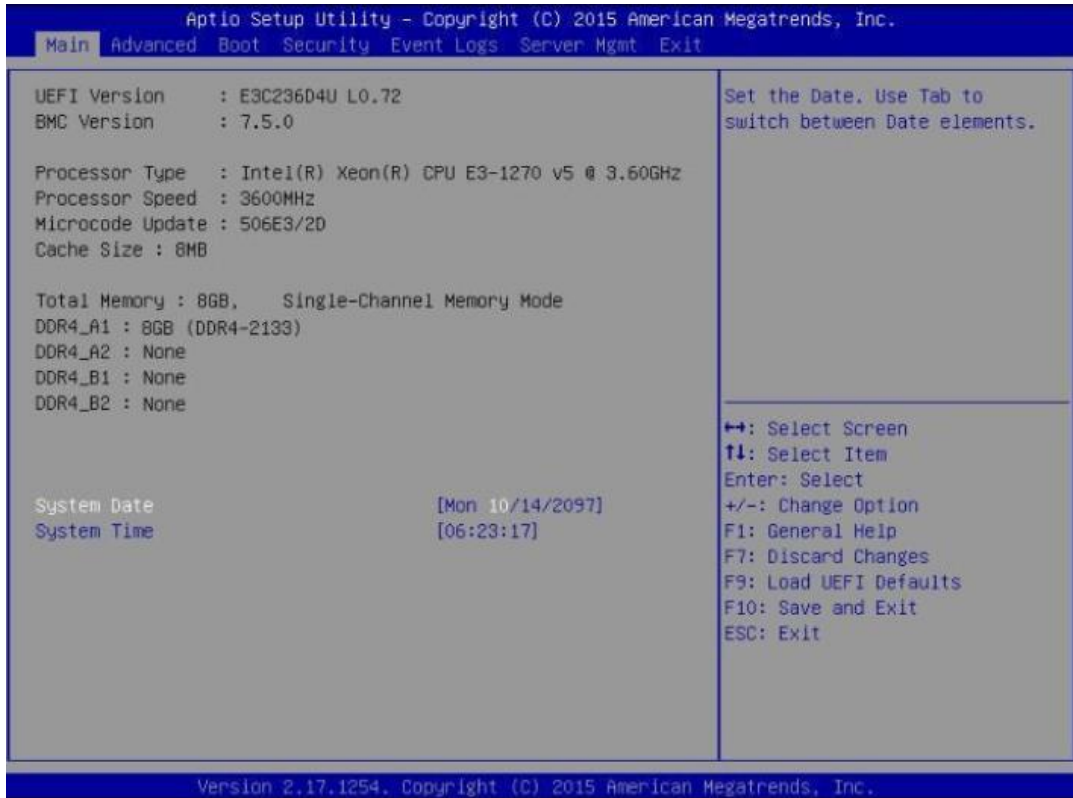 Aptio Setup Utility - Copyright (C) 2015 American Megatrends, Inc.
Main Advanced Boot Security Event Logs Server Mgmt Exit
UEFI Version : E3C236D4U L0.72
BMC Version : 7.5.0
Processor Type : Intel(R) Xeon(R) CPU E3-1270 v5 @ 3.60GHz
Processor Speed : 3600MHz
Microcode Update : 506E3/2D
Cache Size : 8MB
Total Memory : 8GB, Single-Channel Memory Mode
DDR4_A1 : 8GB (DDR4-2133)
DDR4_A2 : None
DDR4_B1 : None
DDR4_B2 : None
System Date [Mon 10/14/2097]
System Time [06:23:17]
Set the Date. Use Tab to
switch between Date elements.
↔: Select Screen
↑↓: Select Item
Enter: Select
+/-: Change Option
F1: General Help
F7: Discard Changes
F9: Load UEFI Defaults
F10: Save and Exit
ESC: Exit
Version 2.17.1254. Copyright (C) 2015 American Megatrends, Inc.